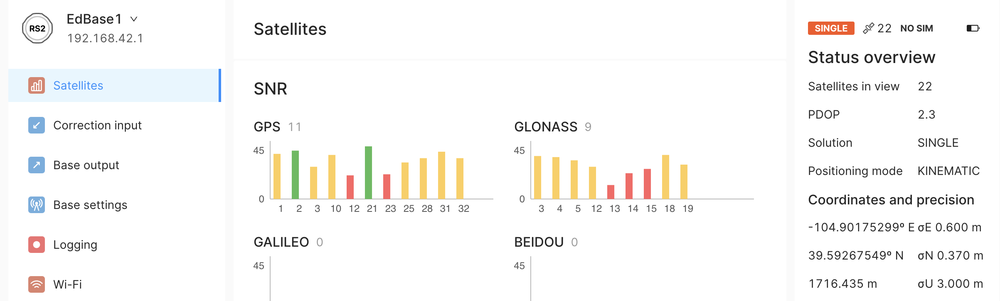 RS2
EdBase1
192.168.42.1
Satellites
Correction input
Base output
Base settings
Logging
Wi-Fi
Satellites
SNR
GPS 11
45
0
1 2 3 10 12 21 23 25 28 31 32
GLONASS 9
45
0
3 4 5 12 13 14 15 18 19
GALILEO 0
45
BEIDOU 0
45
SINGLE 22 NO SIM
Status overview
Satellites in view 22
PDOP 2.3
Solution SINGLE
Positioning mode KINEMATIC
Coordinates and precision
-104.90175299º E σE 0.600 m
39.59267549º N σN 0.370 m
1716.435 m σU 3.000 m